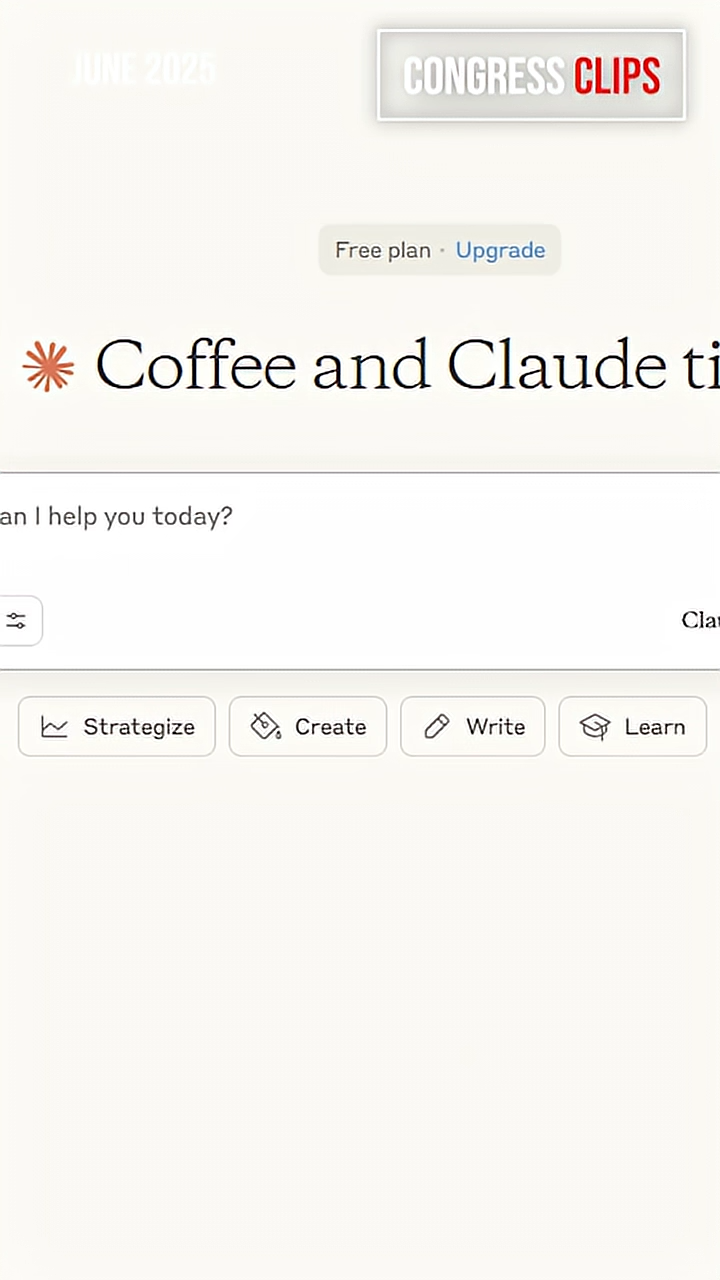 JUNE 2025
CONGRESS CLIPS
Free plan · Upgrade
Coffee and Claude ti
an I help you today?
Clau
Strategize
Create
Write
Learn